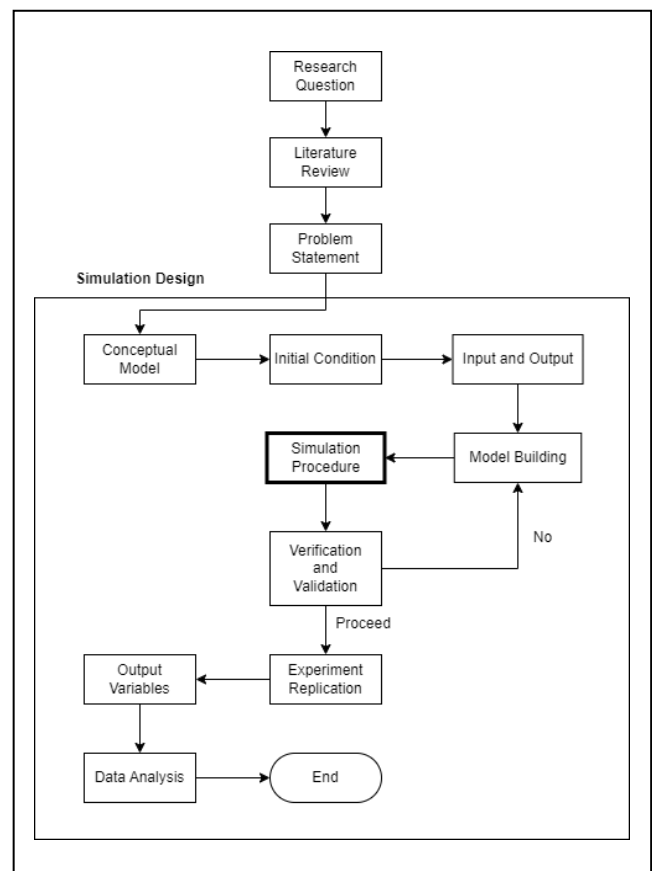 Research
Question
Literature
Review
Problem
Statement
Simulation Design
Conceptual
Model
Initial Condition
Input and Output
Simulation
Procedure
Model Building
Verification
and
Validation
No
Proceed
Output
Variables
Experiment
Replication
Data Analysis
End